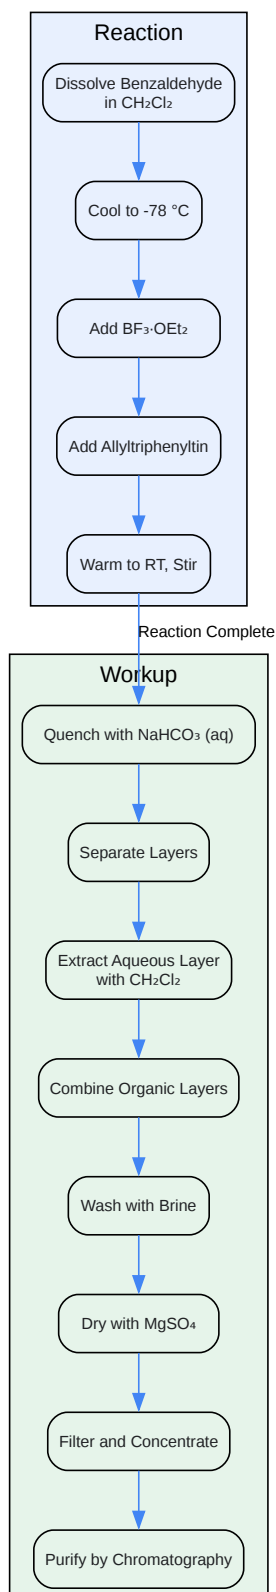 Reaction
Dissolve Benzaldehyde
in CH₂Cl₂
Cool to -78 °C
Add BF₃·OEt₂
Add Allyltriphenyltin
Warm to RT, Stir
Reaction Complete
Workup
Quench with NaHCO₃ (aq)
Separate Layers
Extract Aqueous Layer
with CH₂Cl₂
Combine Organic Layers
Wash with Brine
Dry with MgSO₄
Filter and Concentrate
Purify by Chromatography